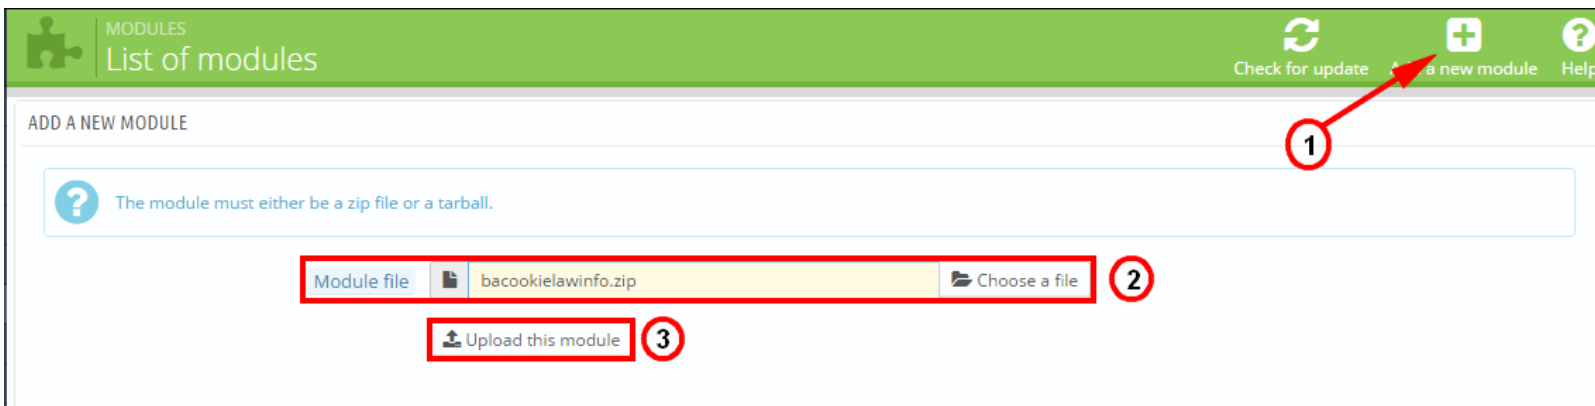 MODULES
List of modules
Check for update
Add a new module
Help
1
ADD A NEW MODULE
?
The module must either be a zip file or a tarball.
Module file bacookielawinfo.zip Choose a file 2
Upload this module 3